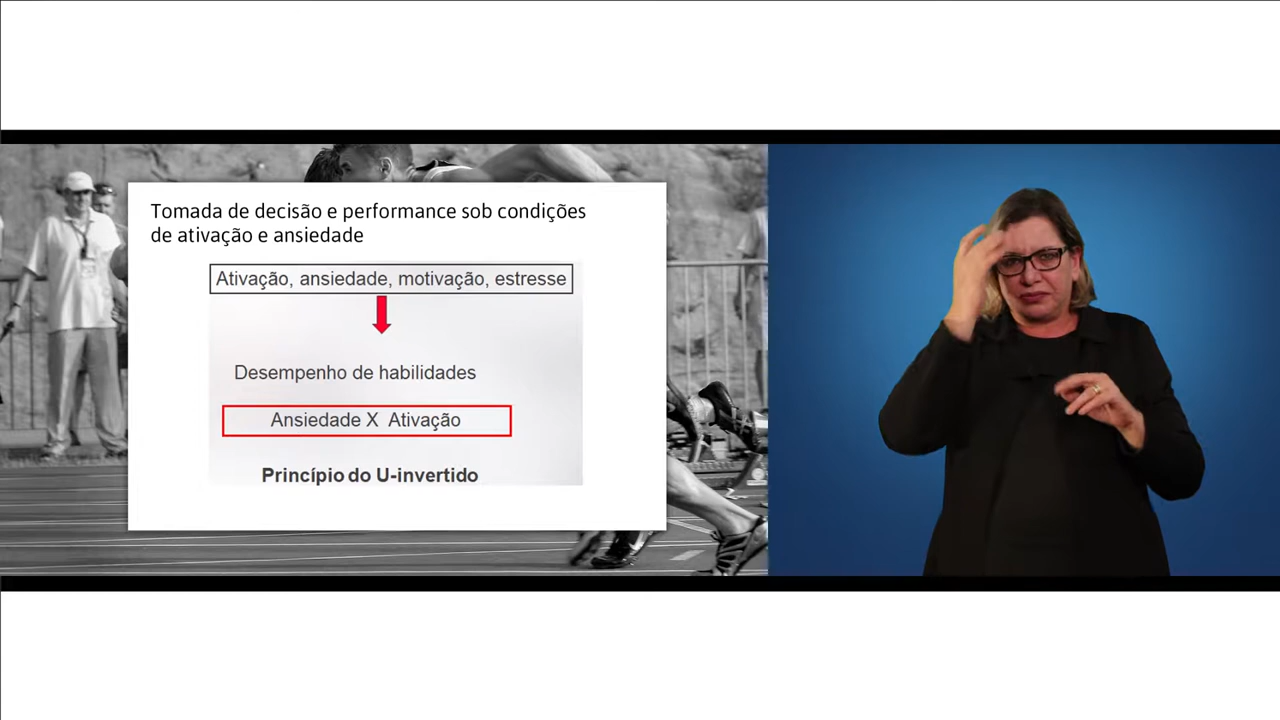 Tomada de decisão e performance sob condições
de ativação e ansiedade
Ativação, ansiedade, motivação, estresse
Desempenho de habilidades
Ansiedade X Ativação
Princípio do U-invertido